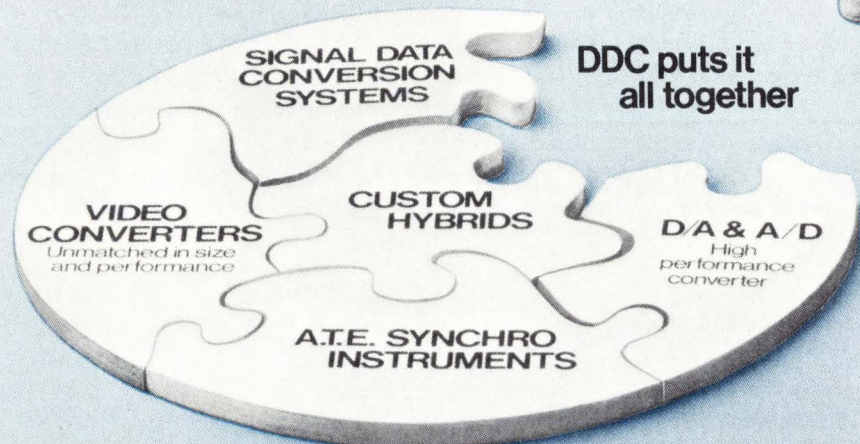 SIGNAL DATA
CONVERSION
SYSTEMS
DDC puts it
all together
VIDEO
CONVERTERS
Unmatched in size
and performance
CUSTOM
HYBRIDS
D/A & A/D
High
performance
converter
A.T.E. SYNCHRO
INSTRUMENTS